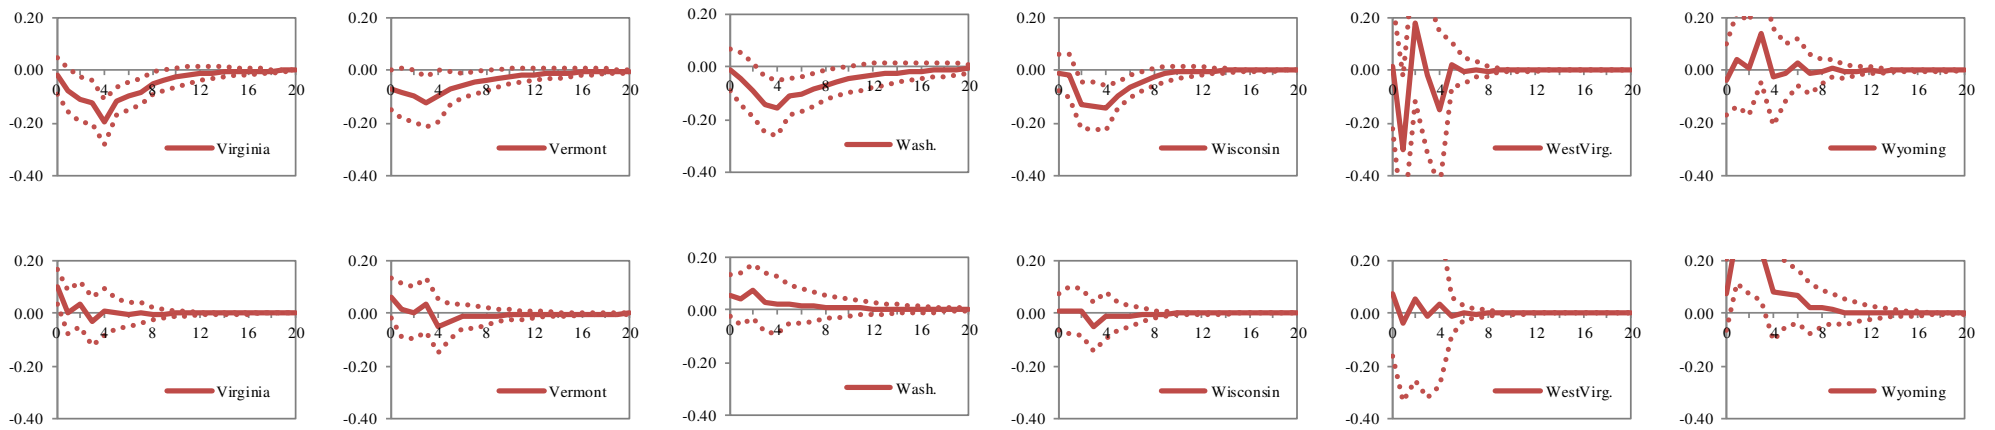 0.20 0.20 0.20 0.20 0.20 0.20
0.00 0.00 0.00 0.00 0.00 0.00
0 4 8 12 16 20 0 4 8 12 16 20 0 4 8 12 16 20 0 4 8 12 16 20 0 4 8 12 16 20 0 4 8 12 16 20
-0.20 -0.20 -0.20 -0.20 -0.20 -0.20
Virginia Vermont Wash. Wisconsin WestVirg. Wyoming
-0.40 -0.40 -0.40 -0.40 -0.40 -0.40
0.20 0.20 0.20 0.20 0.20 0.20
0.00 0.00 0.00 0.00 0.00 0.00
0 4 8 12 16 20 0 4 8 12 16 20 0 4 8 12 16 20 0 4 8 12 16 20 0 4 8 12 16 20 0 4 8 12 16 20
-0.20 -0.20 -0.20 -0.20 -0.20 -0.20
Virginia Vermont Wash. Wisconsin WestVirg. Wyoming
-0.40 -0.40 -0.40 -0.40 -0.40 -0.40